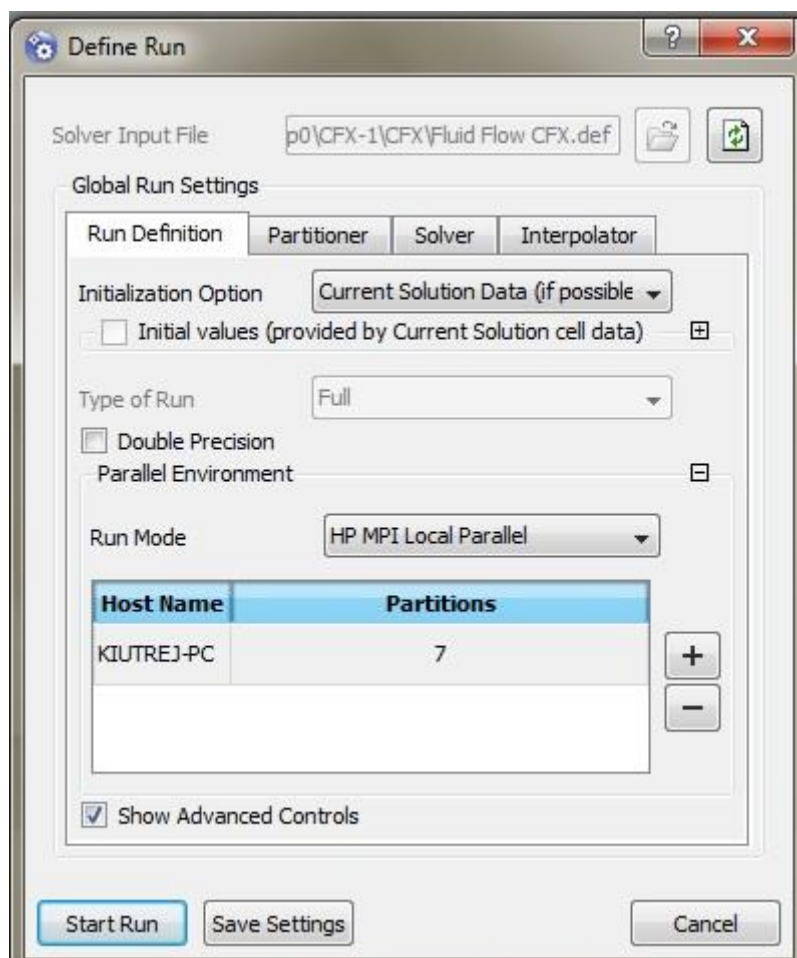 Define Run
Solver Input File p0\CFX-1\CFX\Fluid Flow CFX.def
Global Run Settings
Run Definition Partitioner Solver Interpolator
Initialization Option Current Solution Data (if possible
Initial values (provided by Current Solution cell data)
Type of Run Full
Double Precision
Parallel Environment
Run Mode HP MPI Local Parallel
Host Name Partitions
KIUTREJ-PC 7
Show Advanced Controls
Start Run Save Settings Cancel